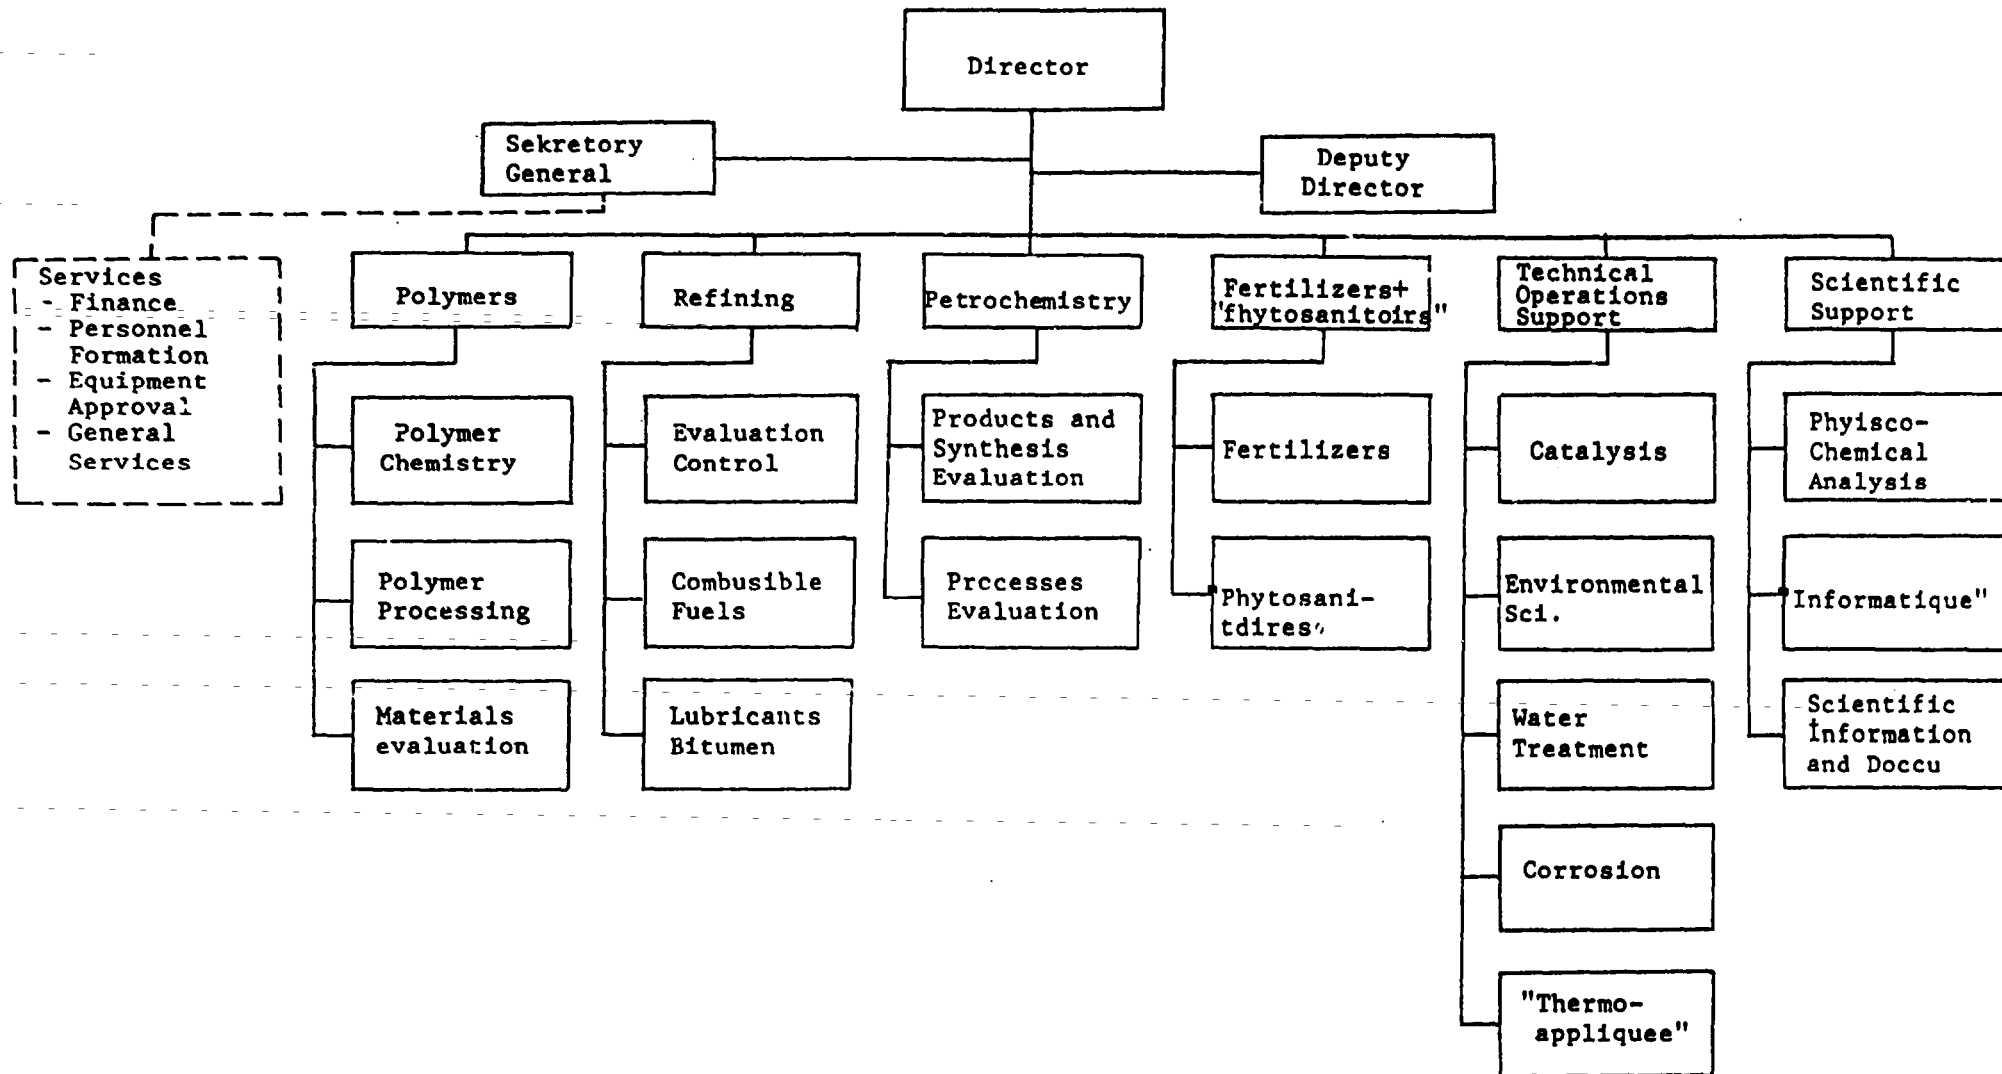 Director
Sekretory
General
Deputy
Director
Services
- Finance
- Personnel
Formation
- Equipment
Approval
- General
Services
Polymers
Refining
Petrochemistry
Fertilizers+
"fhytosanitoirs"
Technical
Operations
Support
Scientific
Support
Polymer
Chemistry
Polymer
Processing
Materials
evaluation
Evaluation
Control
Combusible
Fuels
Lubricants
Bitumen
Products and
Synthesis
Evaluation
Prccesses
Evaluation
Fertilizers
"Phytosani-
tdires"
Catalysis
Environmental
Sci.
Water
Treatment
Corrosion
"Thermo-
appliquee"
Phyisco-
Chemical
Analysis
"Informatique"
Scientific
Information
and Doccu